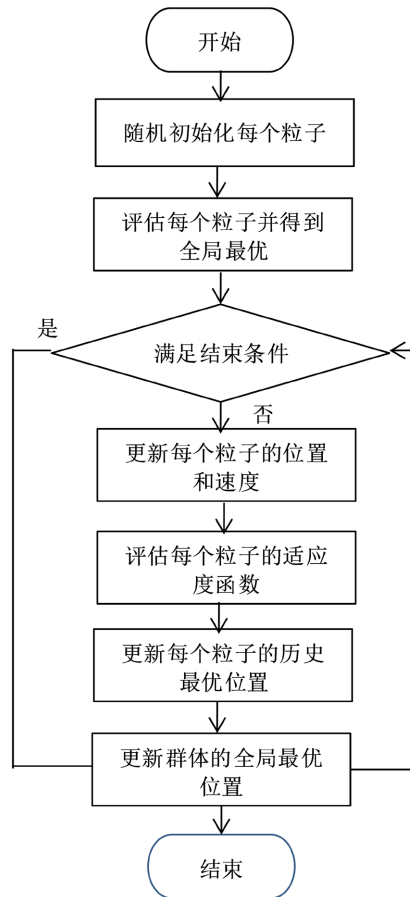 开始
随机初始化每个粒子
评估每个粒子并得到
全局最优
是
满足结束条件
否
更新每个粒子的位置
和速度
评估每个粒子的适应
度函数
更新每个粒子的历史
最优位置
更新群体的全局最优
位置
结束